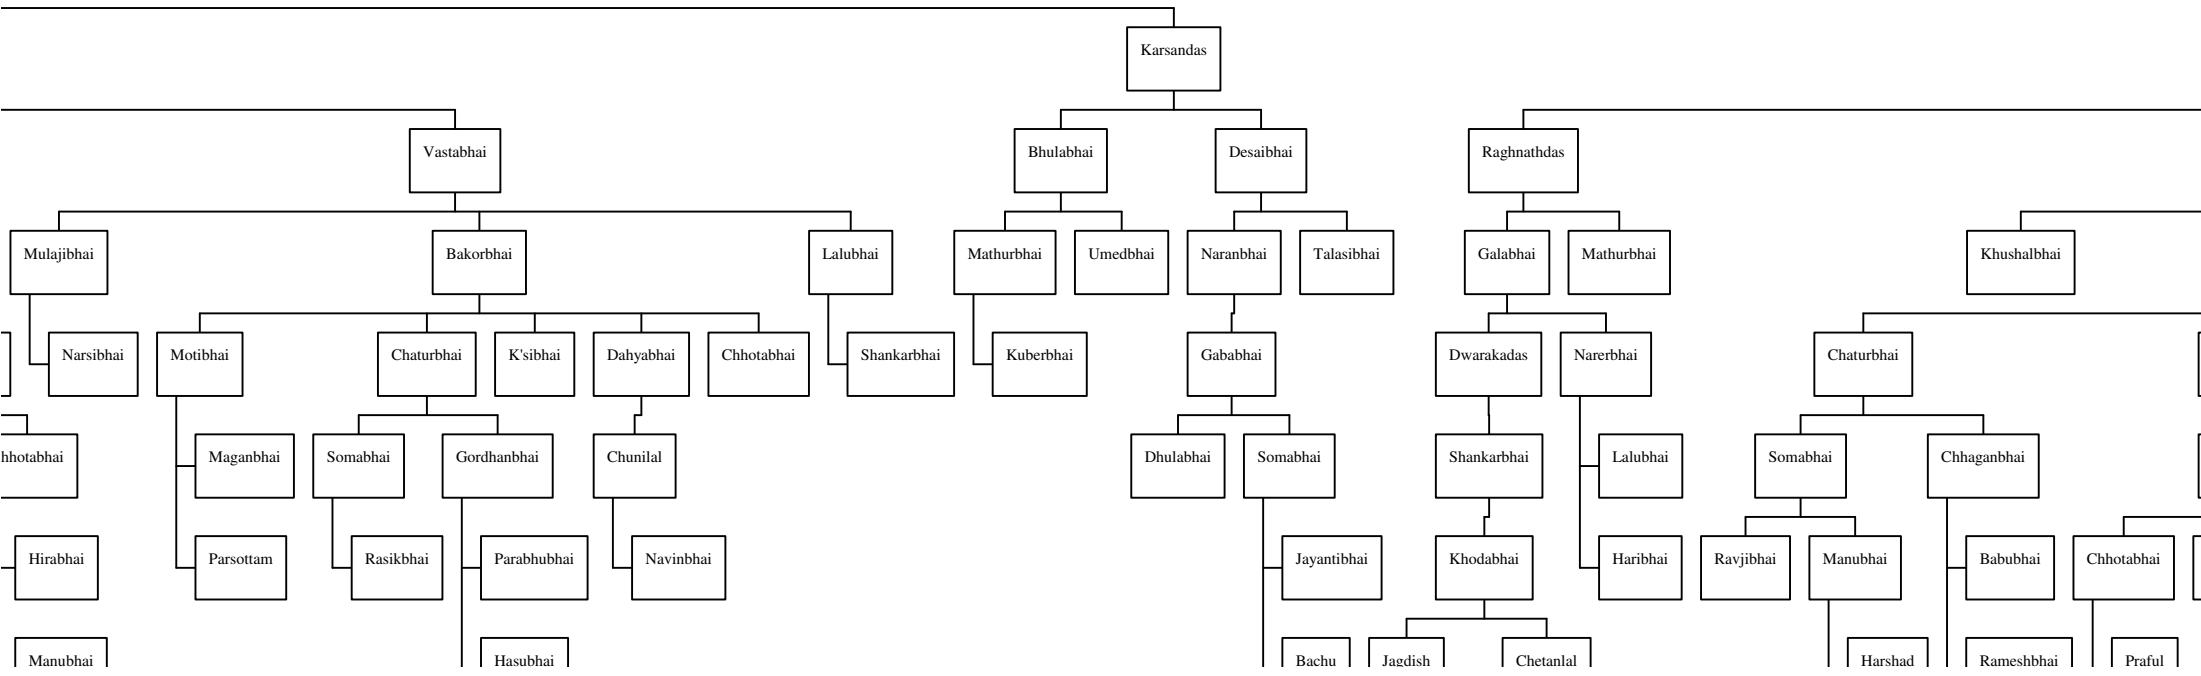 Karsandas
Vastabhai
Bhulabhai
Desaibhai
Raghnathdas
Mulajibhai
Bakorbhai
Lalubhai
Mathurbhai
Umedbhai
Naranbhai
Talasibhai
Galabhai
Mathurbhai
Khushalbhai
Narsibhai
Motibhai
Chaturbhai
K'sibhai
Dahyabhai
Chhotabhai
Shankarbhai
Kuberbhai
Gababhai
Dwarakadas
Narerbhai
Chaturbhai
hhotabhai
Maganbhai
Somabhai
Gordhanbhai
Chunilal
Dhulabhai
Somabhai
Shankarbhai
Lalubhai
Somabhai
Chhaganbhai
Hirabhai
Parsottam
Rasikbhai
Parabhubhai
Navinbhai
Jayantibhai
Khodabhai
Haribhai
Ravjibhai
Manubhai
Babubhai
Chhotabhai
Manubhai
Hasubhai
Bachu
Jagdish
Chetanlal
Harshad
Rameshbhai
Praful